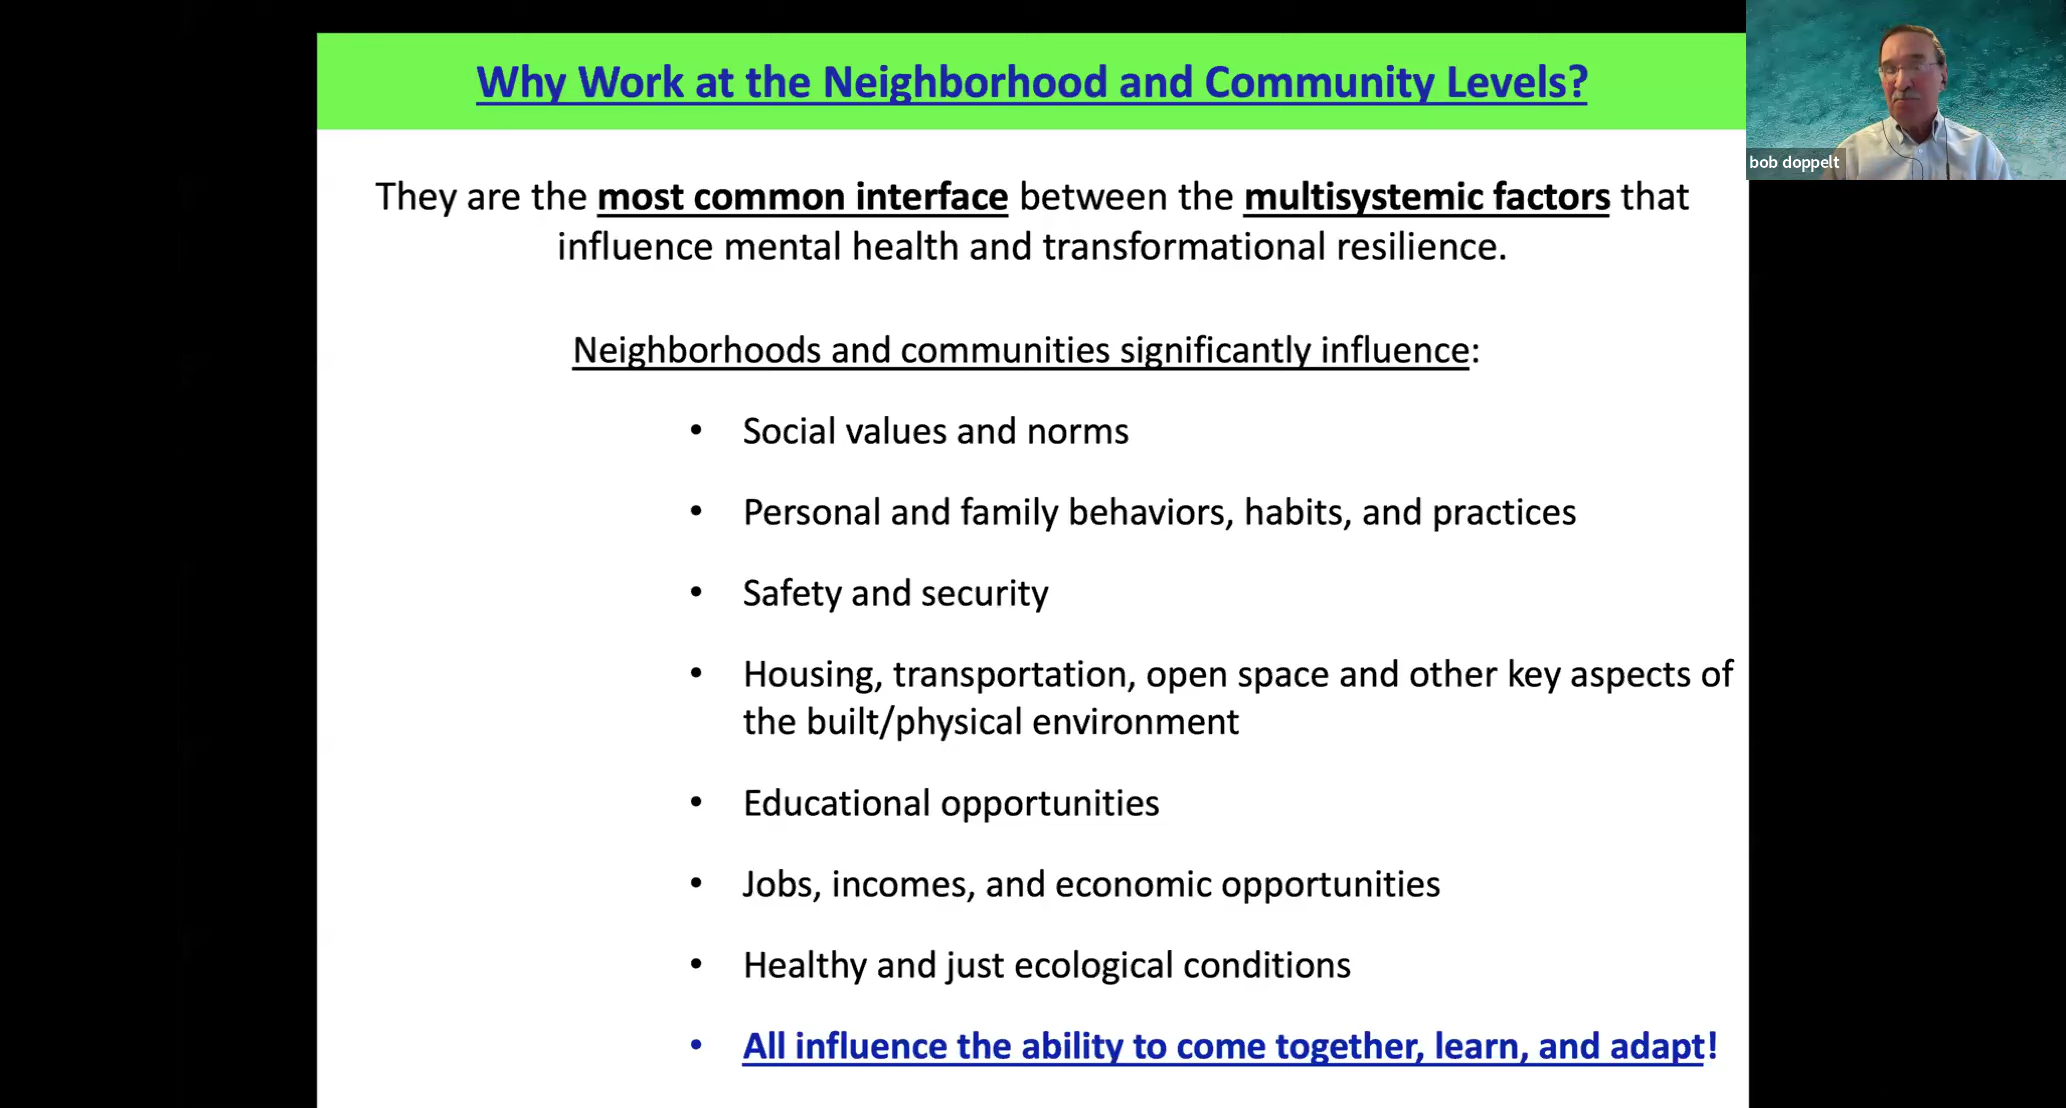 Why Work at the Neighborhood and Community Levels?
bob doppelt
They are the most common interface between the multisystemic factors that
influence mental health and transformational resilience.
Neighborhoods and communities significantly influence:
• Social values and norms
• Personal and family behaviors, habits, and practices
• Safety and security
• Housing, transportation, open space and other key aspects of
the built/physical environment
• Educational opportunities
• Jobs, incomes, and economic opportunities
• Healthy and just ecological conditions
• All influence the ability to come together, learn, and adapt!